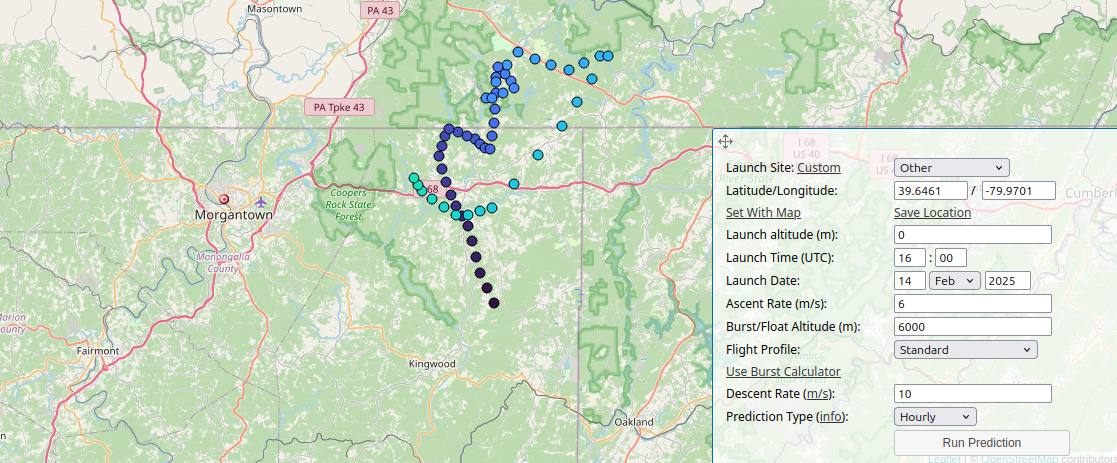 Masontown
PA 43
PA Tpke 43
I 68
US 40
I 68
68
Coopers
Rock State
Forest
Morgantown
Monongalia
County
Marion
County
Fairmont
Kingwood
Oakland
Cumber
Launch Site: Custom
Other
Latitude/Longitude:
39.6461 / -79.9701
Set With Map
Save Location
Launch altitude (m):
0
Launch Time (UTC):
16 : 00
Launch Date:
14 Feb 2025
Ascent Rate (m/s):
6
Burst/Float Altitude (m):
6000
Flight Profile:
Standard
Use Burst Calculator
Descent Rate (m/s):
10
Prediction Type (info):
Hourly
Run Prediction
Leaflet | © OpenStreetMap contributors